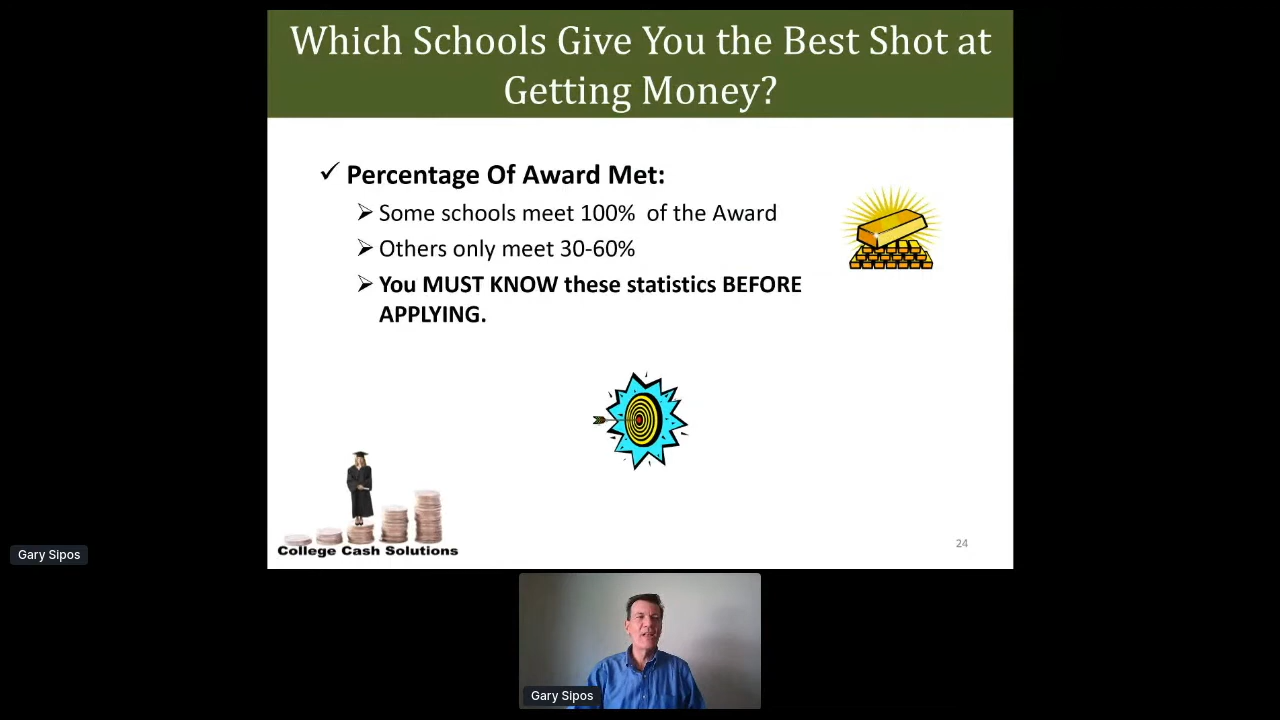 Which Schools Give You the Best Shot at
Getting Money?
✓ Percentage Of Award Met:
➢ Some schools meet 100% of the Award
➢ Others only meet 30-60%
➢ You MUST KNOW these statistics BEFORE
APPLYING.
College Cash Solutions
24
Gary Sipos
Gary Sipos